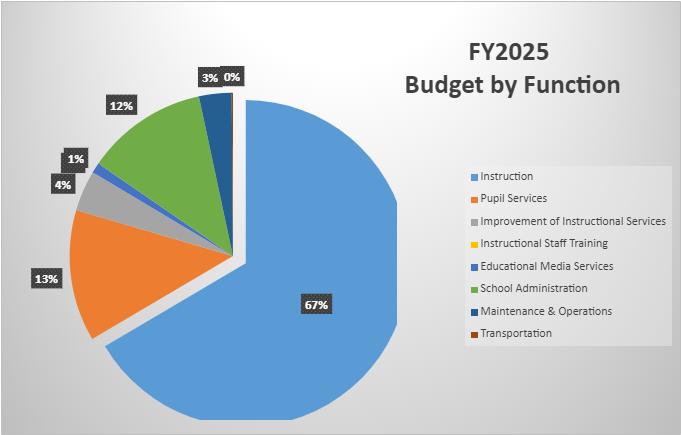 FY2025
Budget by Function
3%
0%
12%
1%
4%
13%
67%
Instruction
Pupil Services
Improvement of Instructional Services
Instructional Staff Training
Educational Media Services
School Administration
Maintenance & Operations
Transportation